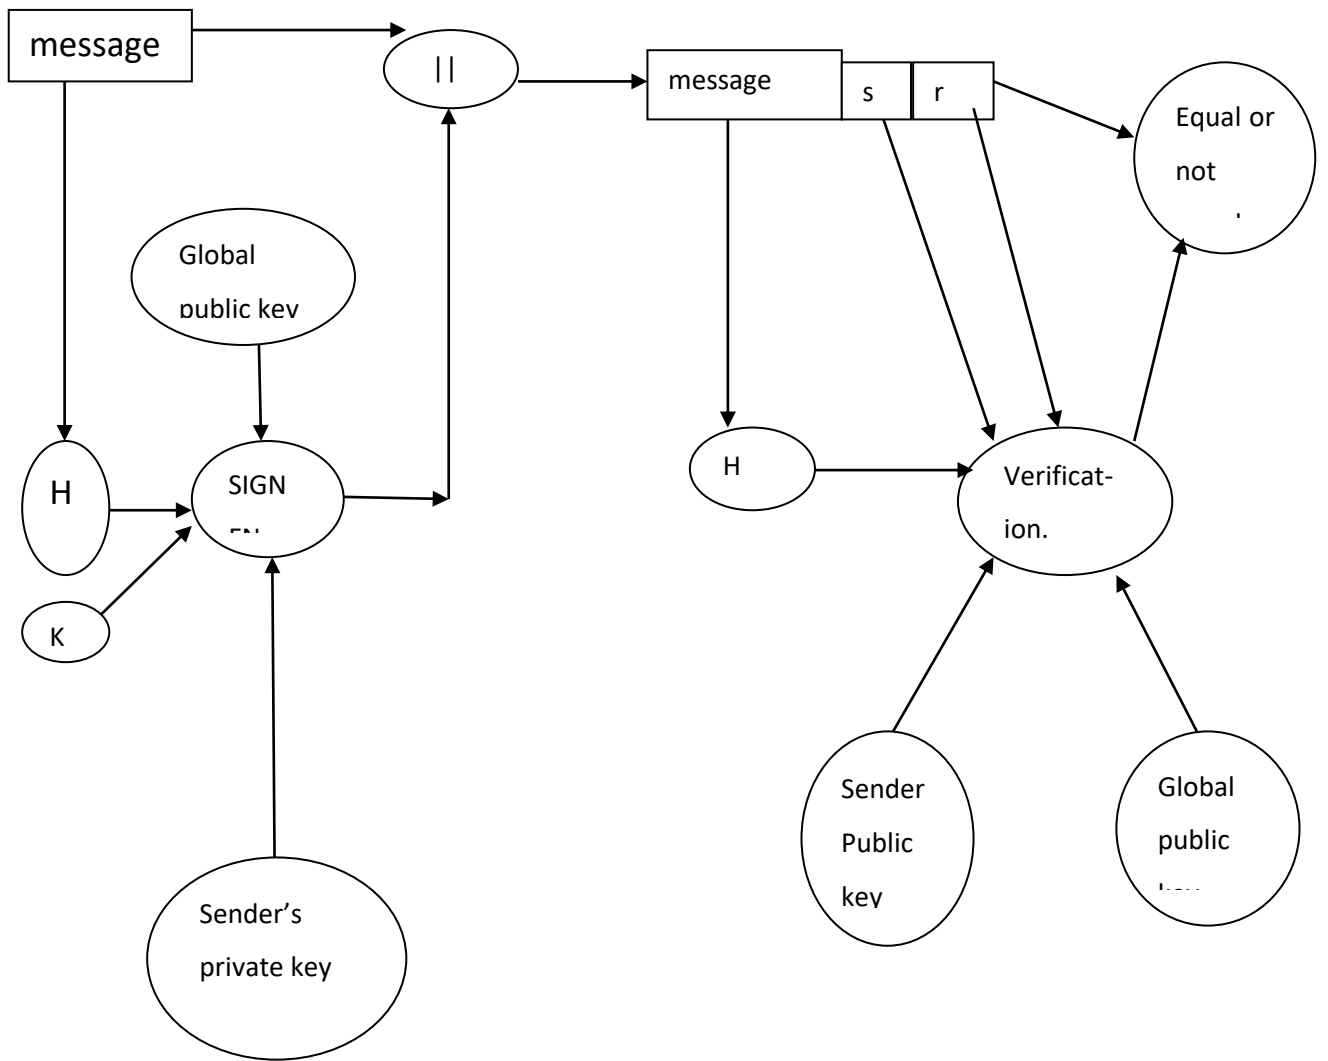 message
||
message
s
r
Equal or
not
Global
public key
H
SIGN
H
Verificat-
ion.
K
Sender
Public
key
Global
public
Sender’s
private key